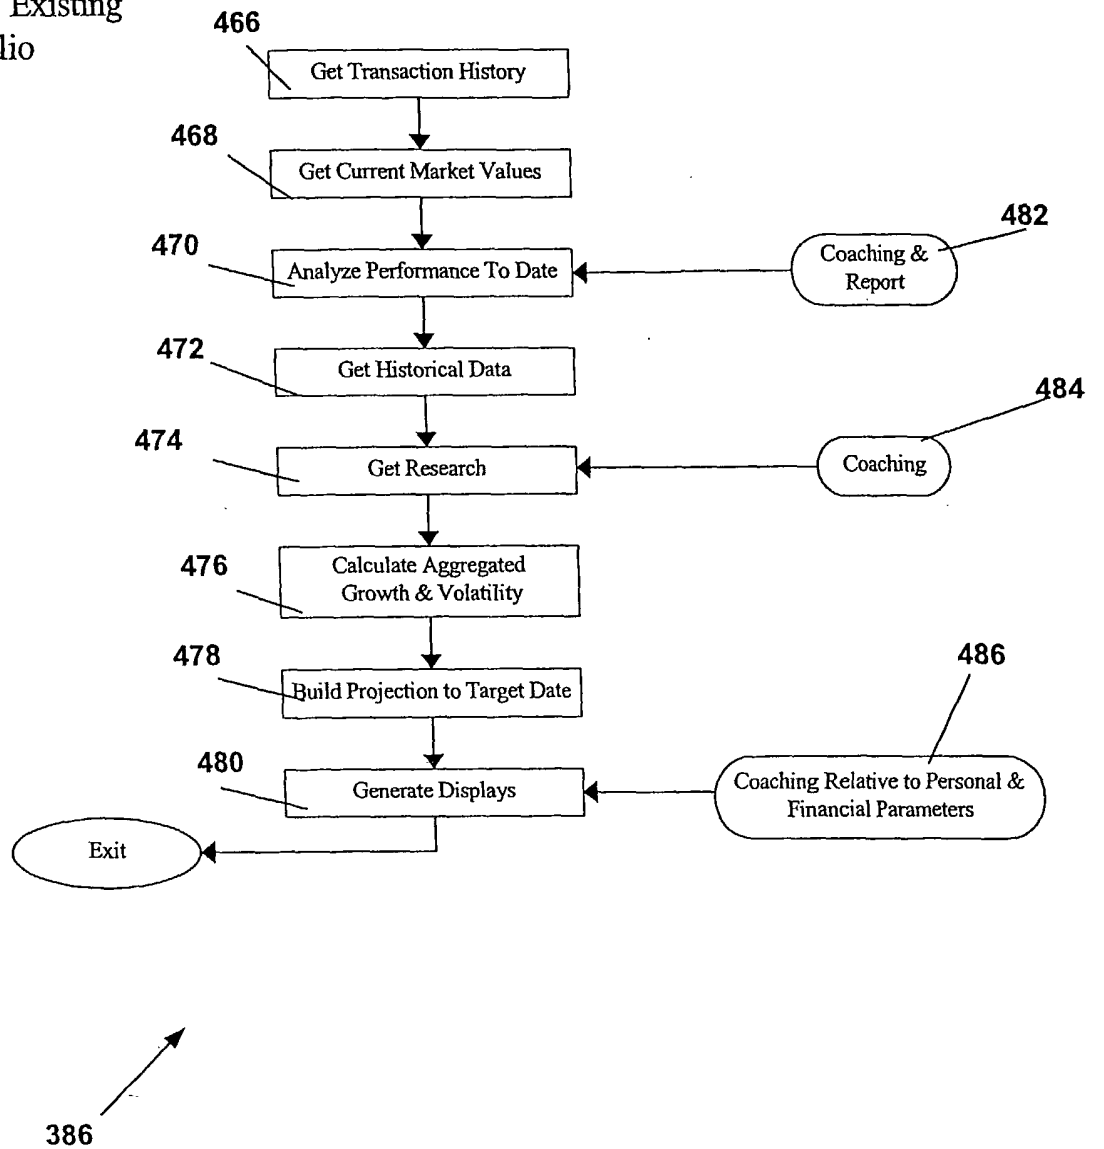 Existing
lio
466
Get Transaction History
468
Get Current Market Values
470
Analyze Performance To Date
482
Coaching &
Report
472
Get Historical Data
484
474
Get Research
Coaching
476
Calculate Aggregated
Growth & Volatility
478
Build Projection to Target Date
486
480
Generate Displays
Coaching Relative to Personal &
Financial Parameters
Exit
386